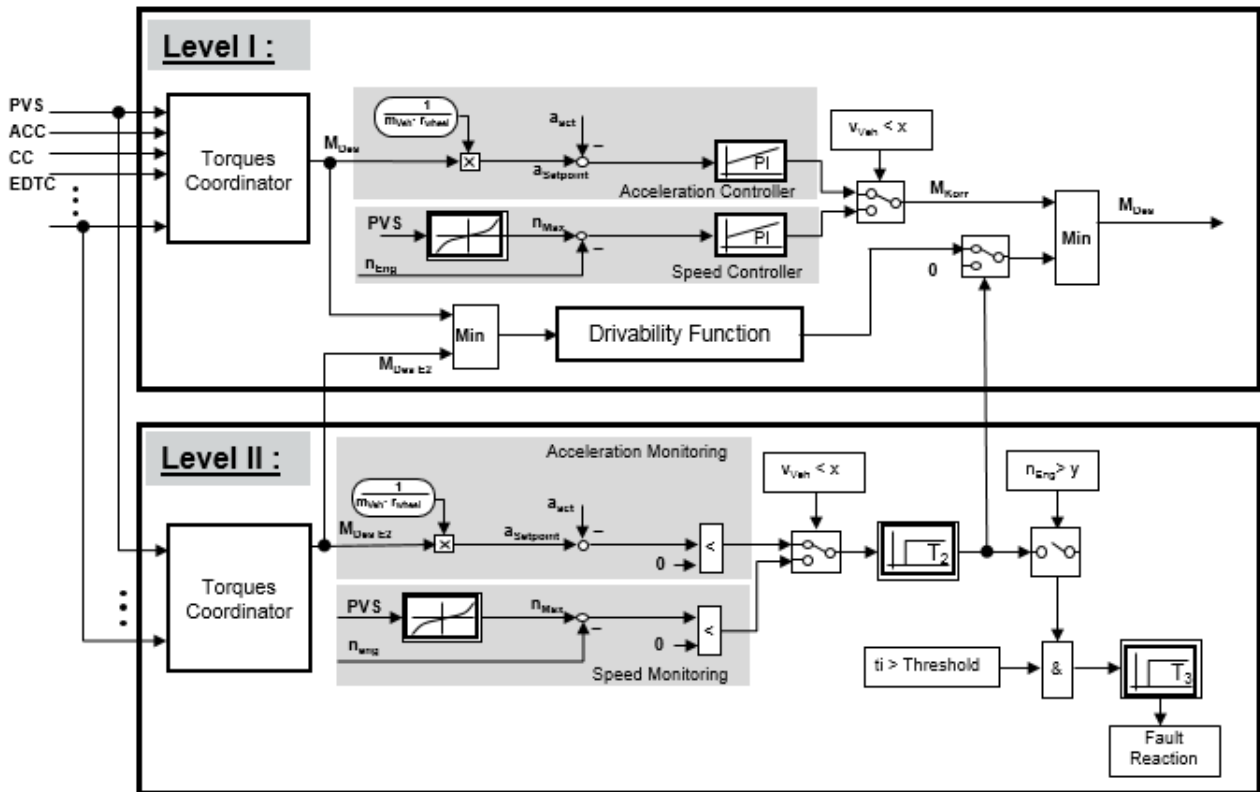 Level I :
PVS
ACC
CC
EDTC
Torques
Coordinator
M_Des
1
m_Veh · r_wheel
×
a_act
−
a_Setpoint
PI
Acceleration Controller
PVS
n_Max
−
n_Eng
PI
Speed Controller
v_Veh < x
M_Korr
Min
M_Des
0
Min
M_Des E2
Drivability Function
Level II :
Torques
Coordinator
M_Des E2
Acceleration Monitoring
1
m_Veh · r_wheel
×
a_act
−
a_Setpoint
0
<
PVS
n_Max
−
n_eng
0
<
Speed Monitoring
v_Veh < x
T_2
n_Eng > y
ti > Threshold
&
T_3
Fault
Reaction